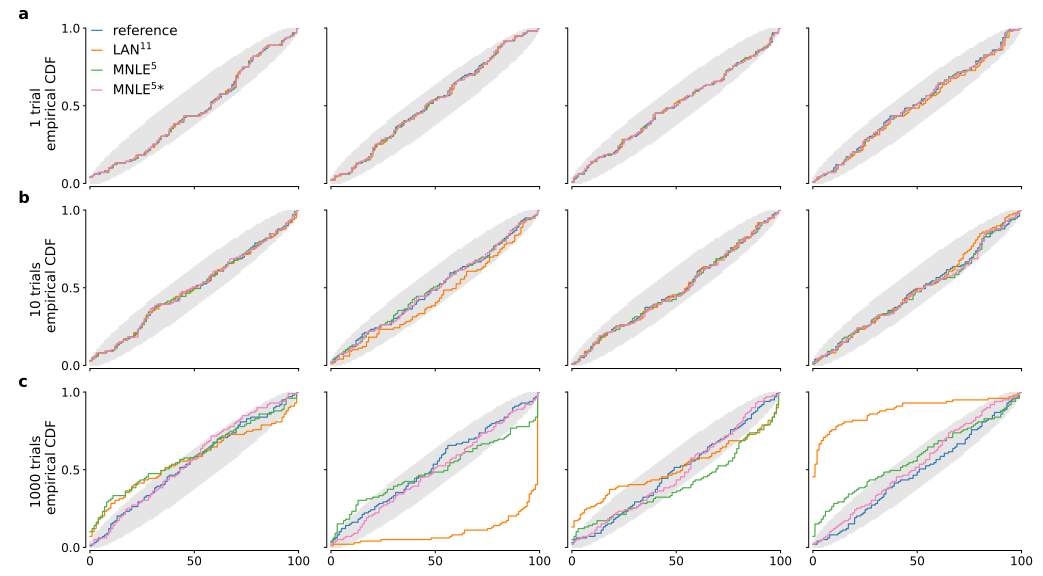 a
1.0
0.5
0.0
1 trial
empirical CDF
reference
LAN¹¹
MNLE⁵
MNLE⁵*
b
1.0
0.5
0.0
10 trials
empirical CDF
c
1.0
0.5
0.0
1000 trials
empirical CDF
0 50 100
0 50 100
0 50 100
0 50 100